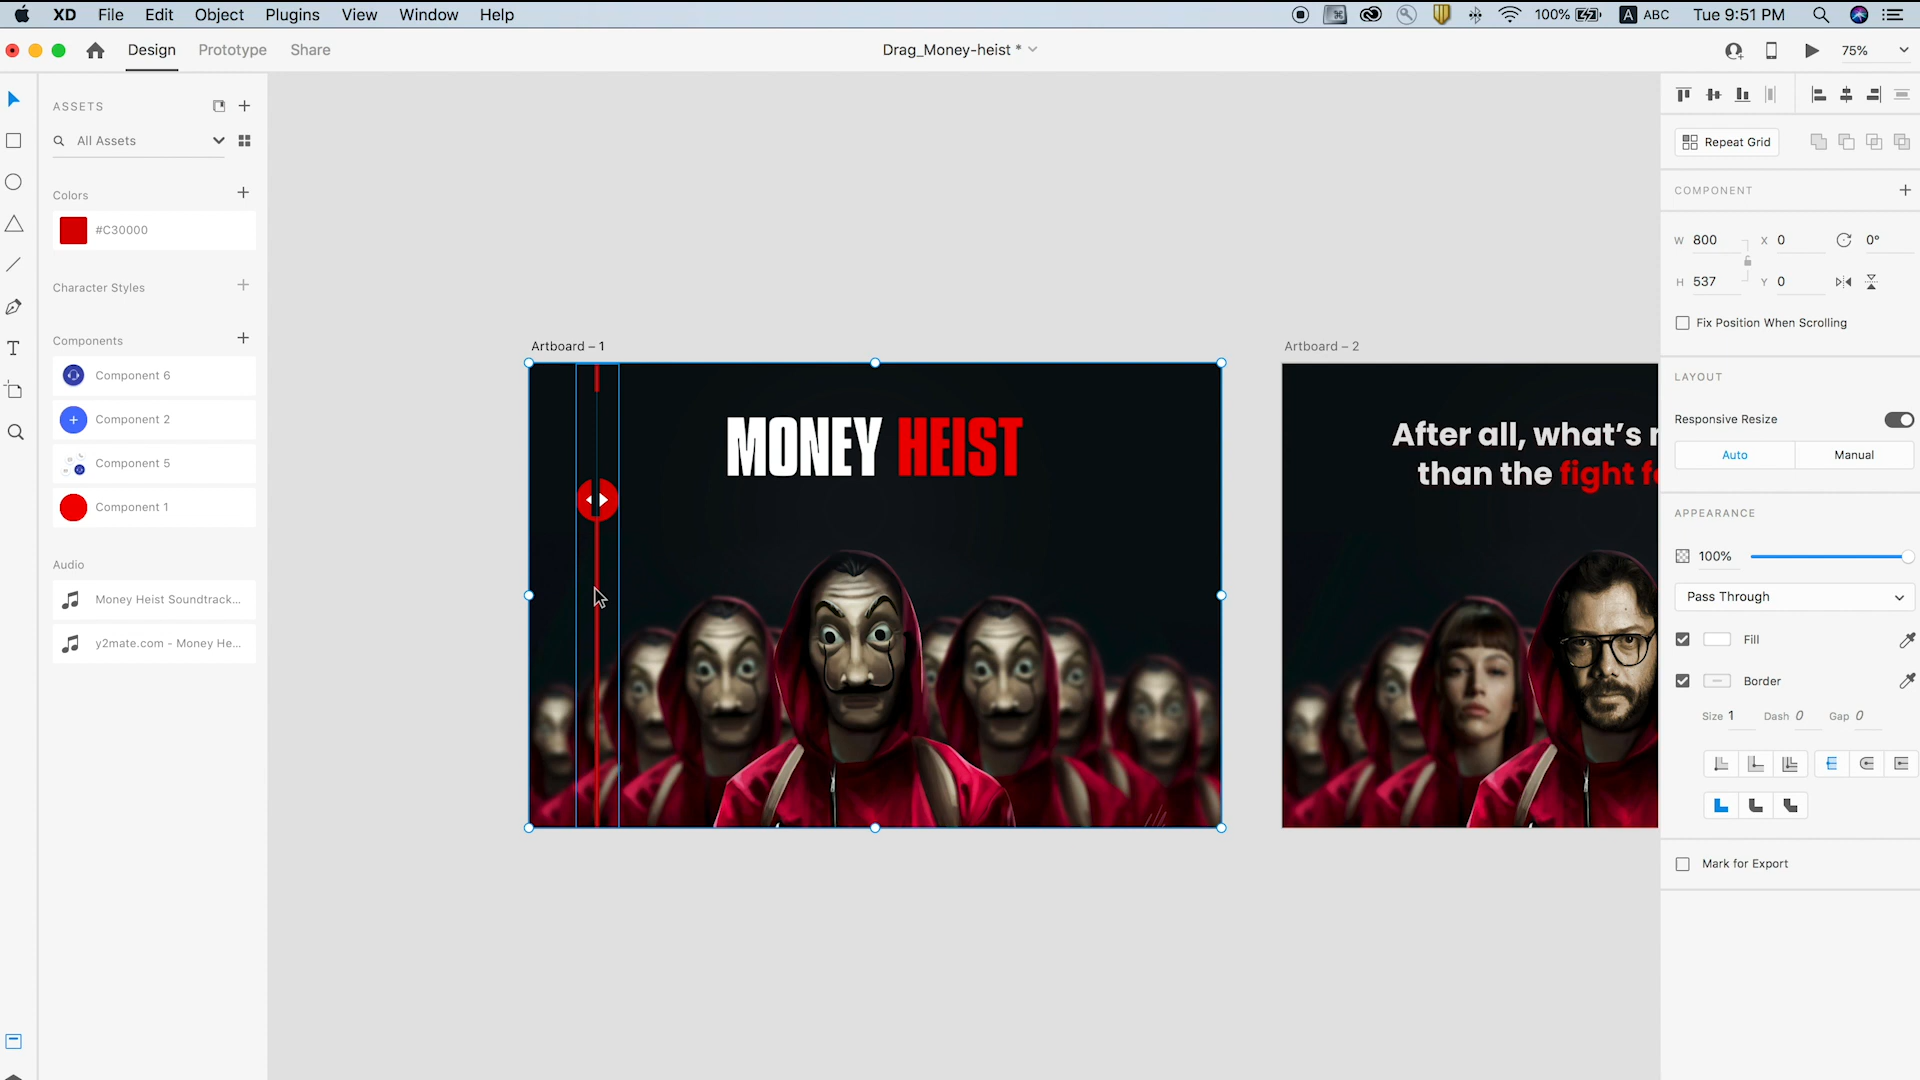 XD File Edit Object Plugins View Window Help
100% A ABC Tue 9:51 PM
Design Prototype Share
Drag_Money-heist *
75%
ASSETS
All Assets
Colors
#C30000
Character Styles
Components
Component 6
Component 2
Component 5
Component 1
Audio
Money Heist Soundtrack...
y2mate.com - Money He...
Artboard – 1
MONEY HEIST
Artboard – 2
After all, what's
than the fight
Repeat Grid
COMPONENT
W 800 X 0 0°
H 537 Y 0
Fix Position When Scrolling
LAYOUT
Responsive Resize
Auto Manual
APPEARANCE
100%
Pass Through
Fill
Border
Size 1 Dash 0 Gap 0
Mark for Export